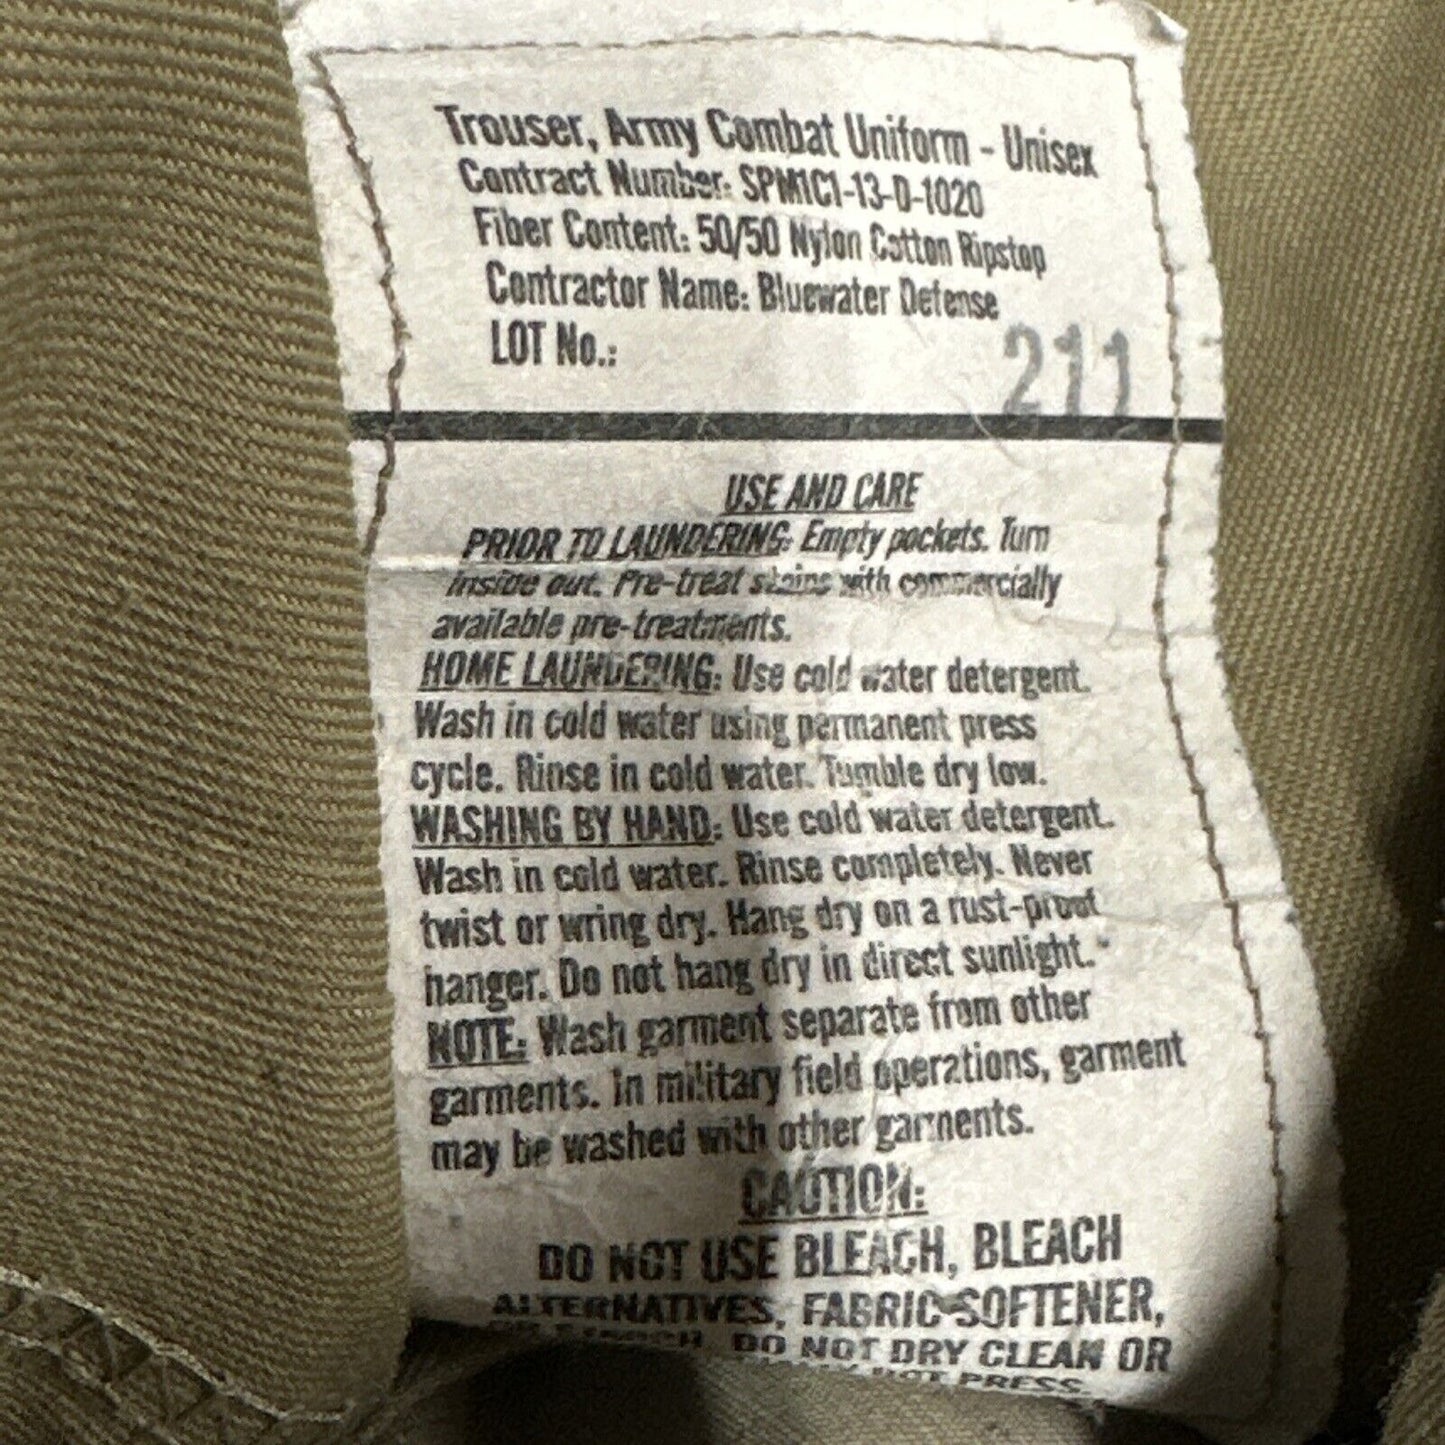 Trouser, Army Combat Uniform - Unisex
Contract Number: SPM1C1-13-D-1020
Fiber Content: 50/50 Nylon Cotton Ripstop
Contractor Name: Bluewater Defense
LOT No.:
211
USE AND CARE
PRIOR TO LAUNDERING: Empty pockets. Turn
inside out. Pre-treat stains with commercially
available pre-treatments.
HOME LAUNDERING: Use cold water detergent.
Wash in cold water using permanent press
cycle. Rinse in cold water. Tumble dry low.
WASHING BY HAND: Use cold water detergent.
Wash in cold water. Rinse completely. Never
twist or wring dry. Hang dry on a rust-proof
hanger. Do not hang dry in direct sunlight.
NOTE: Wash garment separate from other
garments. In military field operations, garment
may be washed with other garments.
CAUTION:
DO NOT USE BLEACH, BLEACH
ALTERNATIVES, FABRIC SOFTENER,
STARCH. DO NOT DRY CLEAN OR
HOT PRESS.